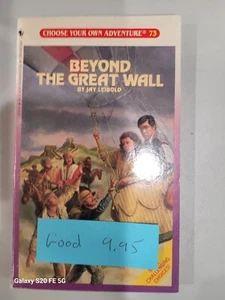 CHOOSE YOUR OWN ADVENTURE® 73
BEYOND
THE GREAT WALL
BY JAY LEIBOLD
Good 9.95
Galaxy S20 FE 5G